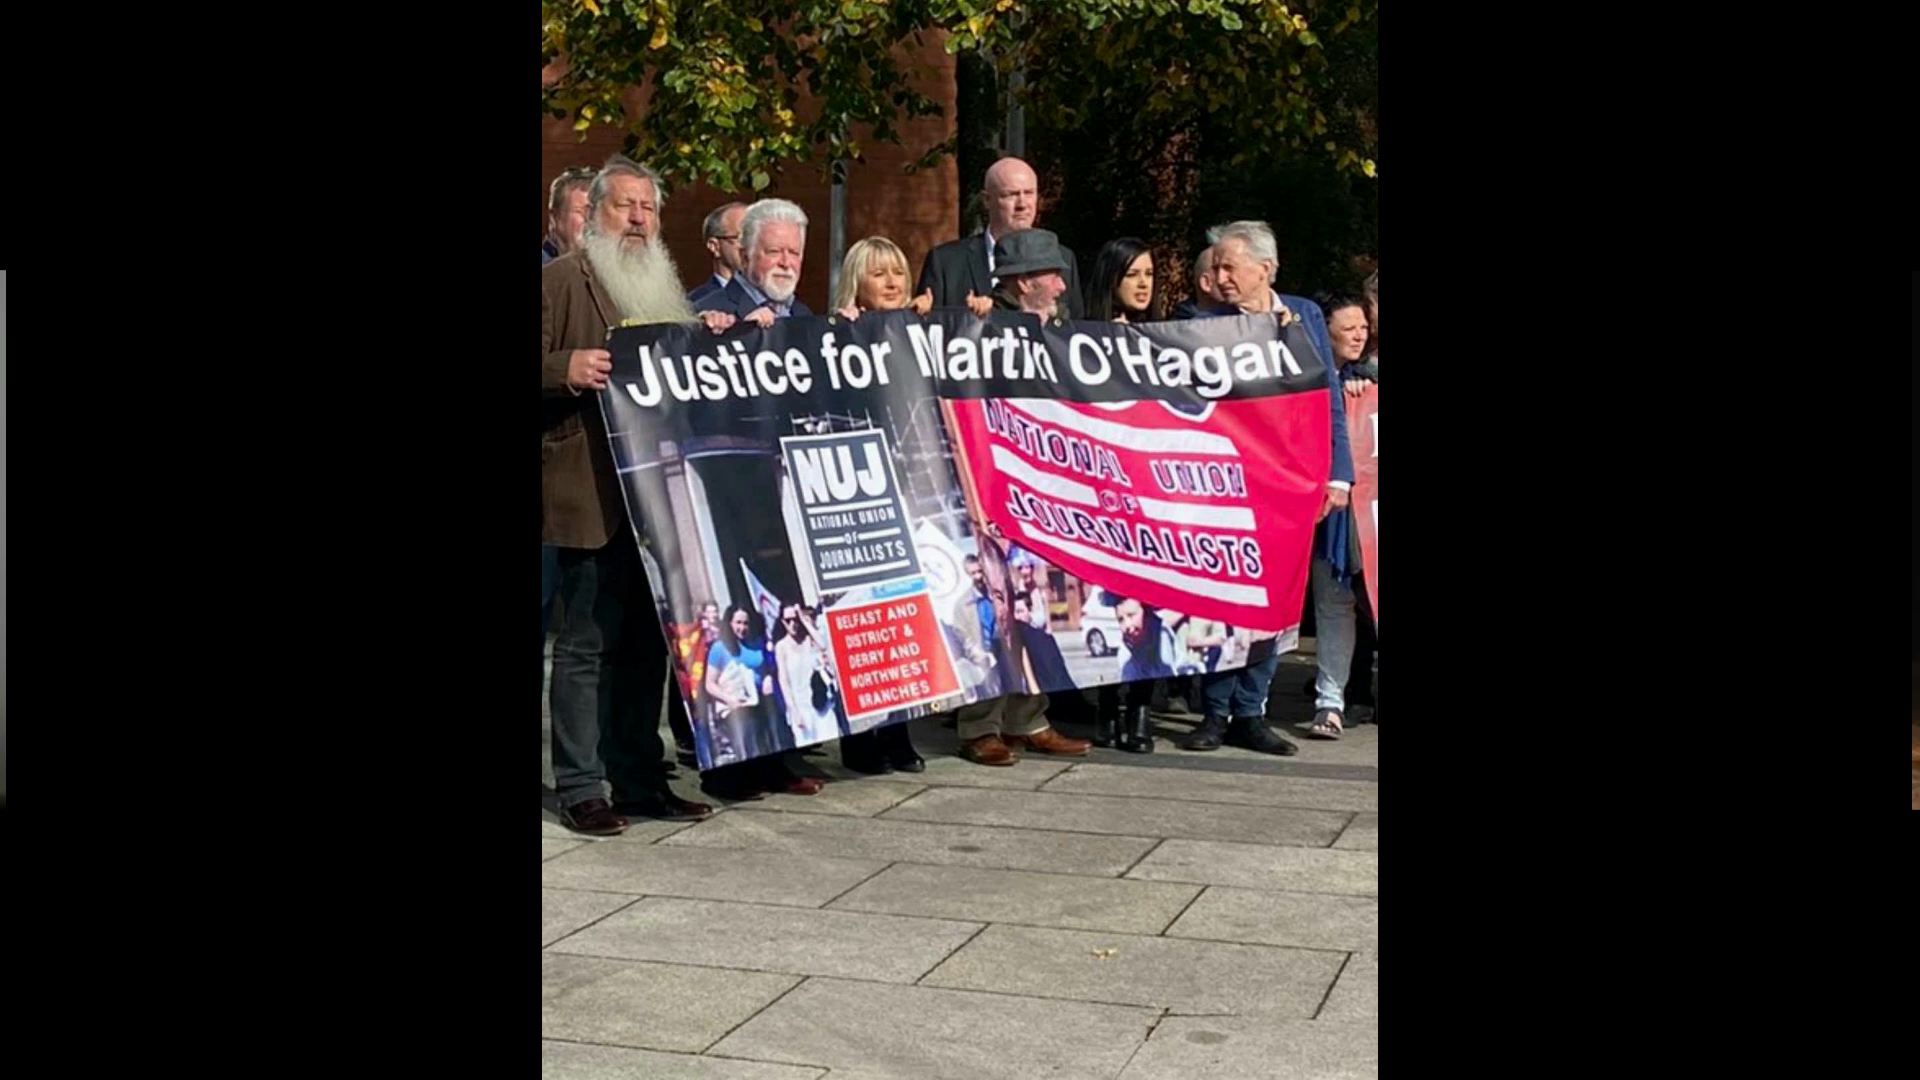 Justice for Martin O'Hagan
NUJ
NATIONAL UNION
OF
JOURNALISTS
BELFAST AND
DISTRICT &
DERRY AND
NORTHWEST
BRANCHES
NATIONAL UNION
OF
JOURNALISTS